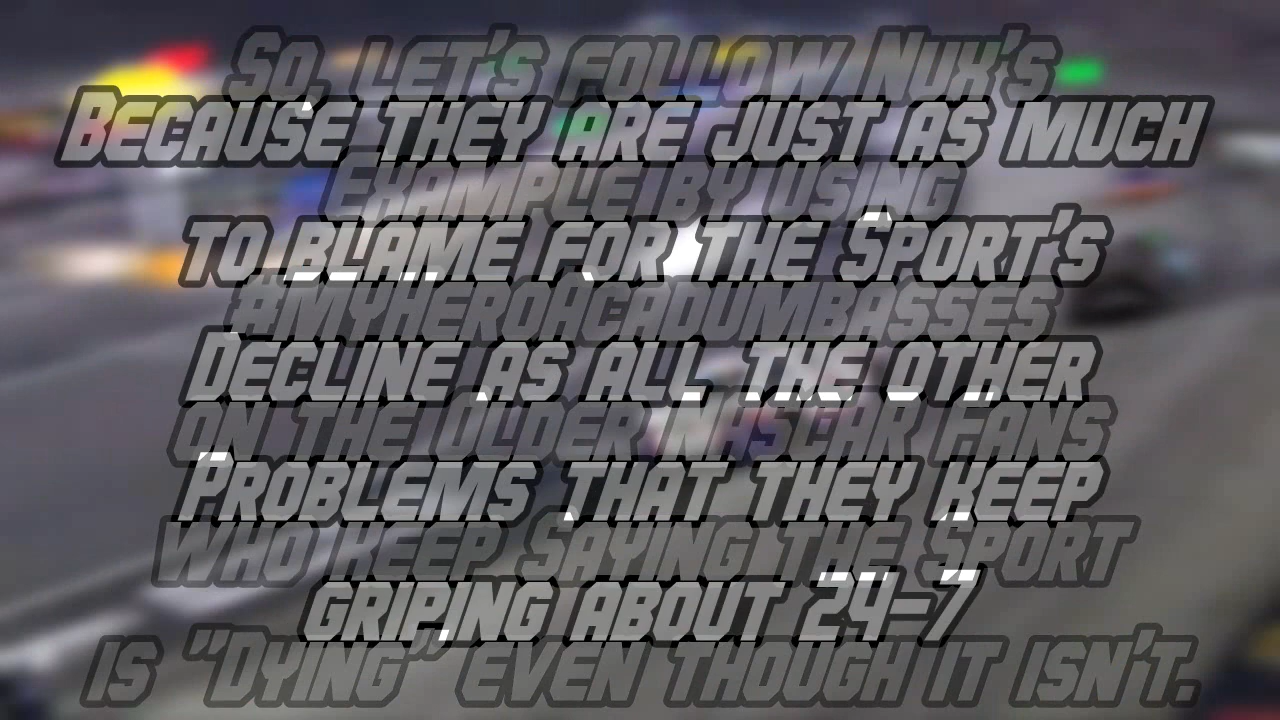 So, let's follow Nux's
Because they are just as much
Example by using
to blame for the Sport's
#MyheroAcadumbasses
Decline as all the other
on the Older NASCAR Fans
Problems that they keep
Who keep Saying the Sport
griping about 24-7
is "Dying" even though it isn't.